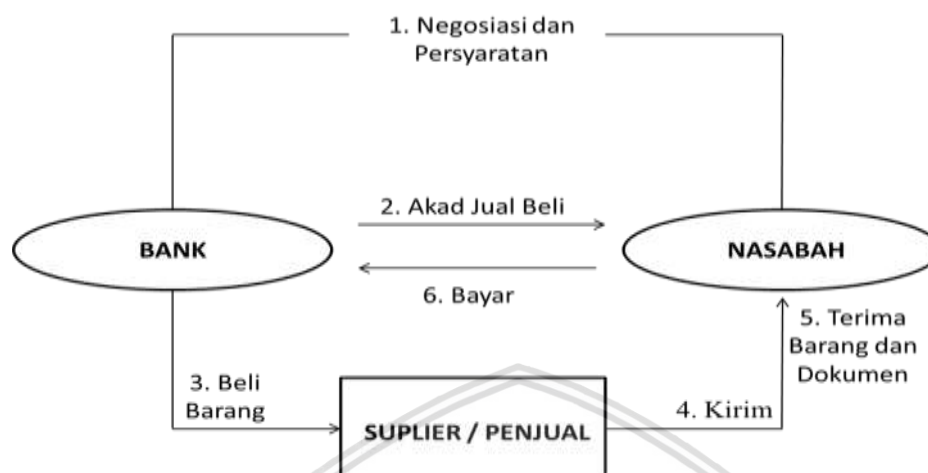 1. Negosiasi dan
Persyaratan
2. Akad Jual Beli
BANK
NASABAH
6. Bayar
5. Terima
Barang dan
Dokumen
3. Beli
Barang
4. Kirim
SUPLIER / PENJUAL